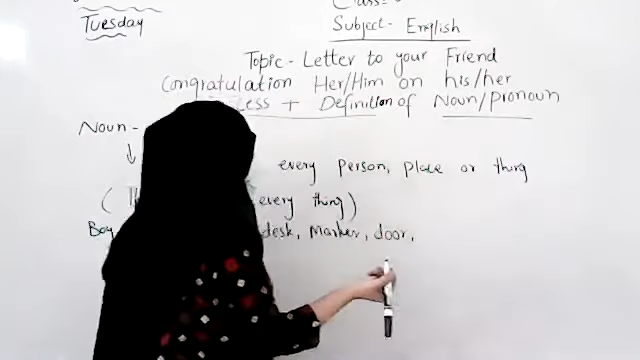 Class-
Tuesday
Subject- English
Topic- Letter to your Friend
Congratulation Her/Him on his/her
+ Definition of Noun/pronoun
Noun-
↓ every person, place or thing
( every thing)
Boy desk, marker, door,